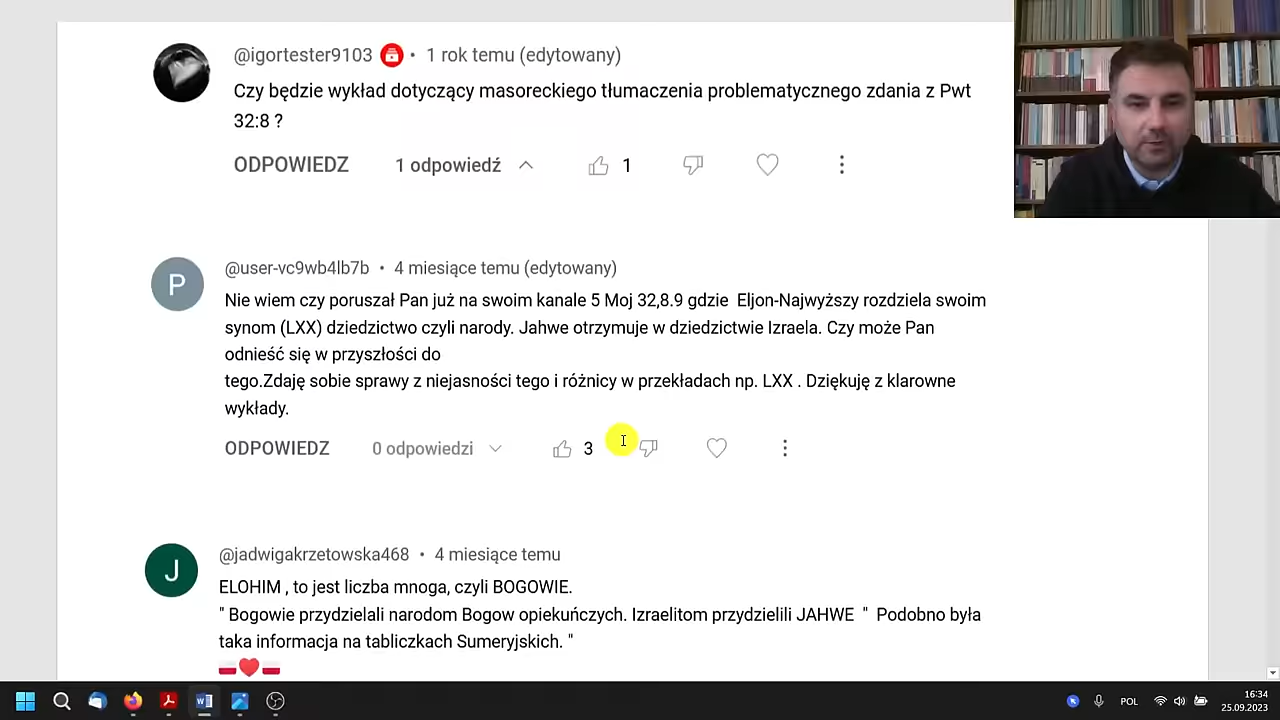 @igortester9103 • 1 rok temu (edytowany)
Czy będzie wykład dotyczący masoreckiego tłumaczenia problematycznego zdania z Pwt
32:8 ?
ODPOWIEDZ 1 odpowiedź 1
@user-vc9wb4lb7b • 4 miesiące temu (edytowany)
Nie wiem czy poruszał Pan już na swoim kanale 5 Moj 32,8.9 gdzie Eljon-Najwyższy rozdziela swoim
synom (LXX) dziedzictwo czyli narody. Jahwe otrzymuje w dziedzictwie Izraela. Czy może Pan
odnieść się w przyszłości do
tego.Zdaję sobie sprawy z niejasności tego i różnicy w przekładach np. LXX . Dziękuję z klarowne
wykłady.
P
ODPOWIEDZ 0 odpowiedzi 3
@jadwigakrzetowska468 • 4 miesiące temu
J
ELOHIM , to jest liczba mnoga, czyli BOGOWIE.
" Bogowie przydzielali narodom Bogow opiekuńczych. Izraelitom przydzielili JAHWE " Podobno była
taka informacja na tabliczkach Sumeryjskich. "
POL
16:34
25.09.2023